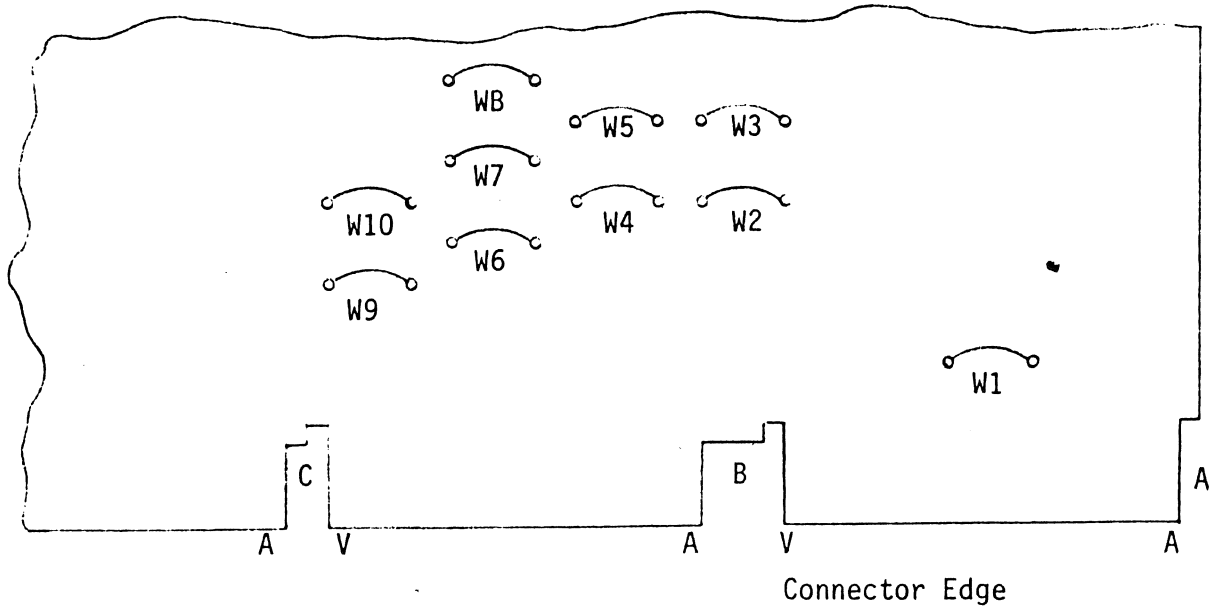 WB
W5 W3
W7
W10 W4 W2
W6
W9
W1
C B A
A V A V A
Connector Edge